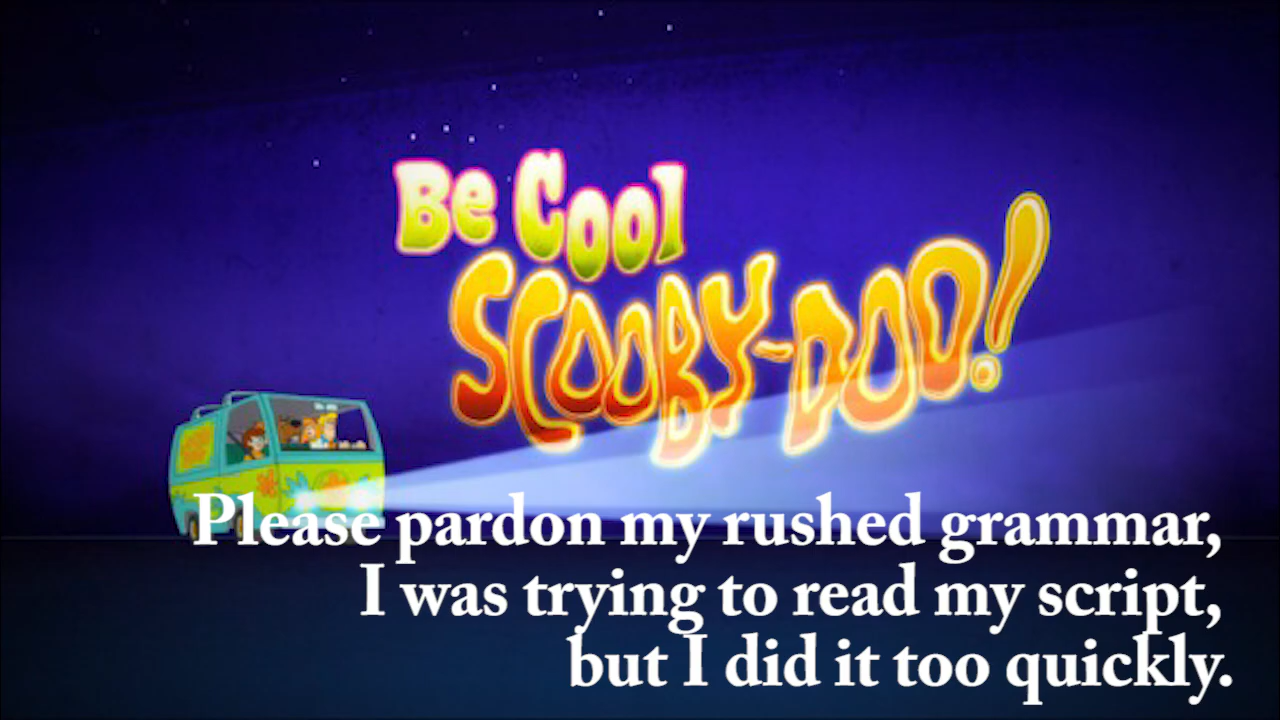 Be Cool
SCOOBY-DOO!
Please pardon my rushed grammar,
I was trying to read my script,
but I did it too quickly.